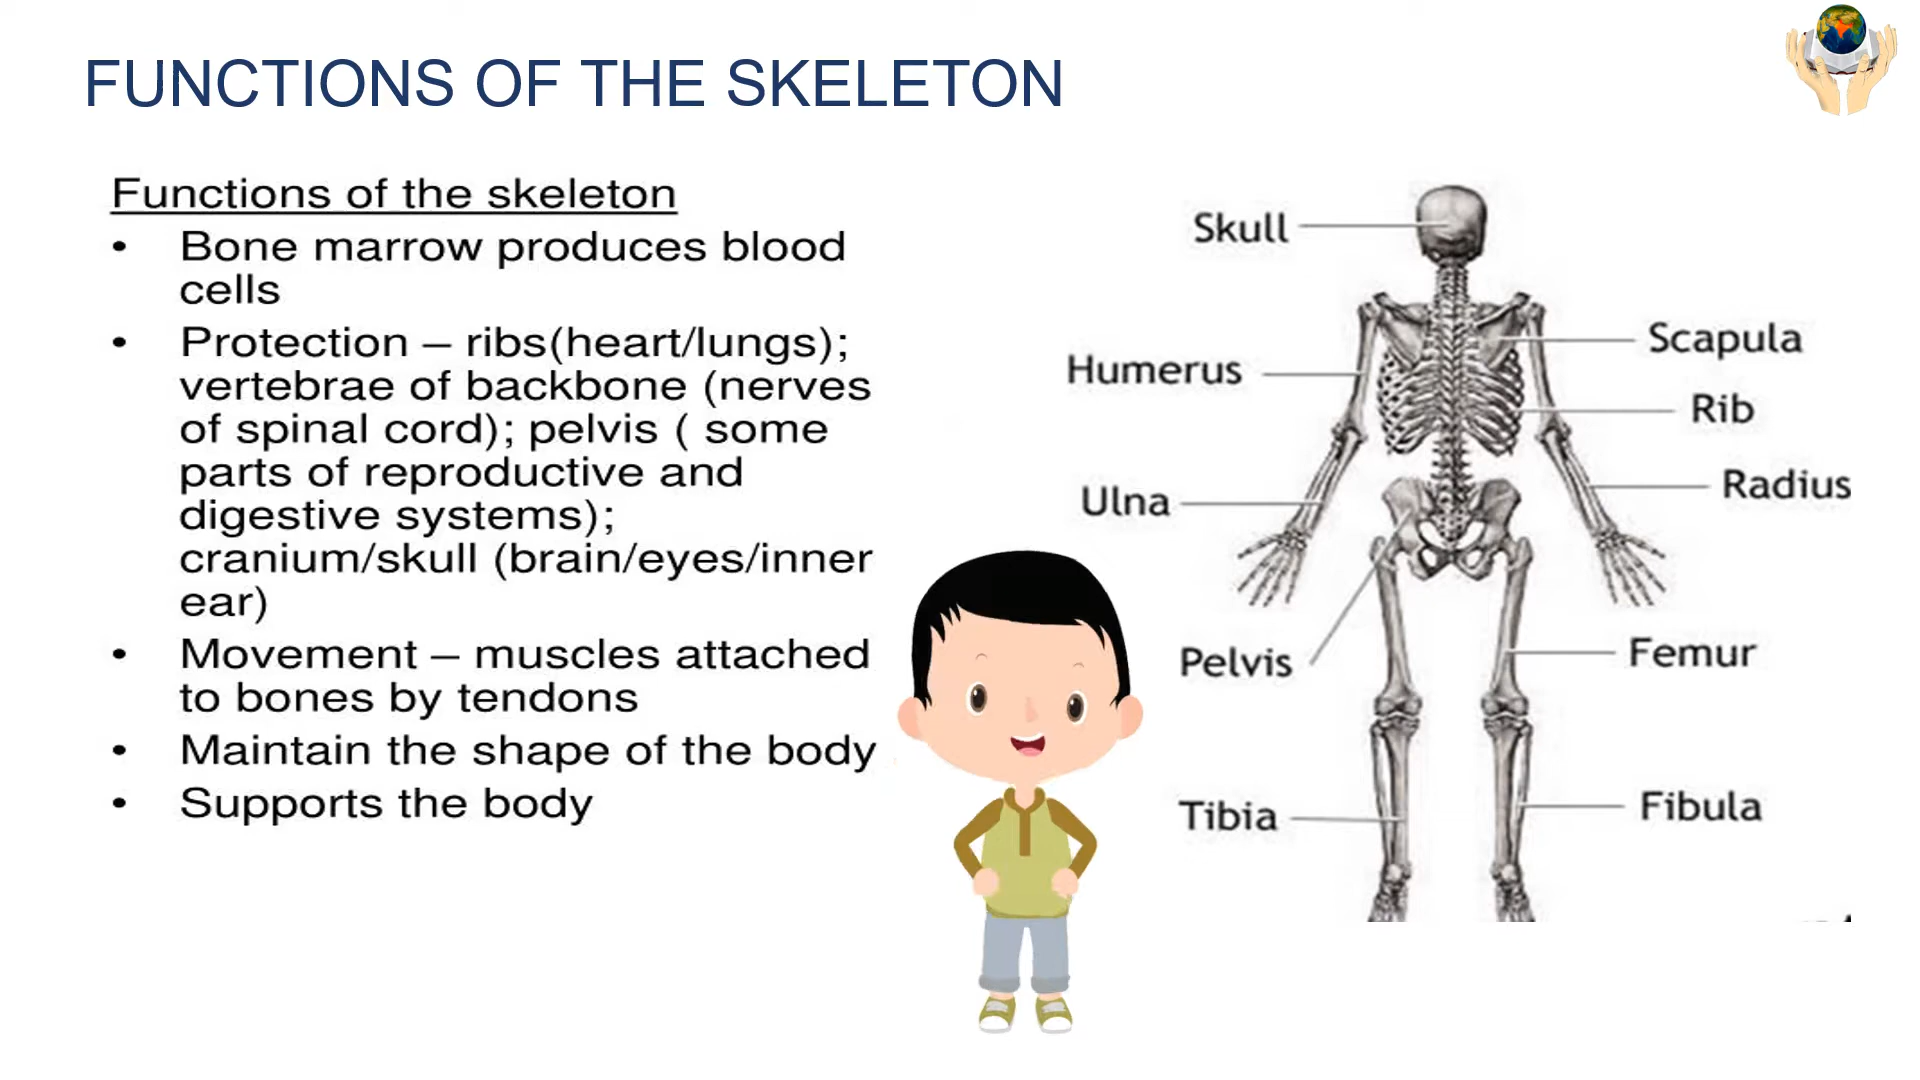 FUNCTIONS OF THE SKELETON
Functions of the skeleton
• Bone marrow produces blood
cells
• Protection – ribs(heart/lungs);
vertebrae of backbone (nerves
of spinal cord); pelvis ( some
parts of reproductive and
digestive systems);
cranium/skull (brain/eyes/inner
ear)
• Movement – muscles attached
to bones by tendons
• Maintain the shape of the body
• Supports the body
Skull
Scapula
Humerus
Rib
Radius
Ulna
Pelvis
Femur
Tibia
Fibula